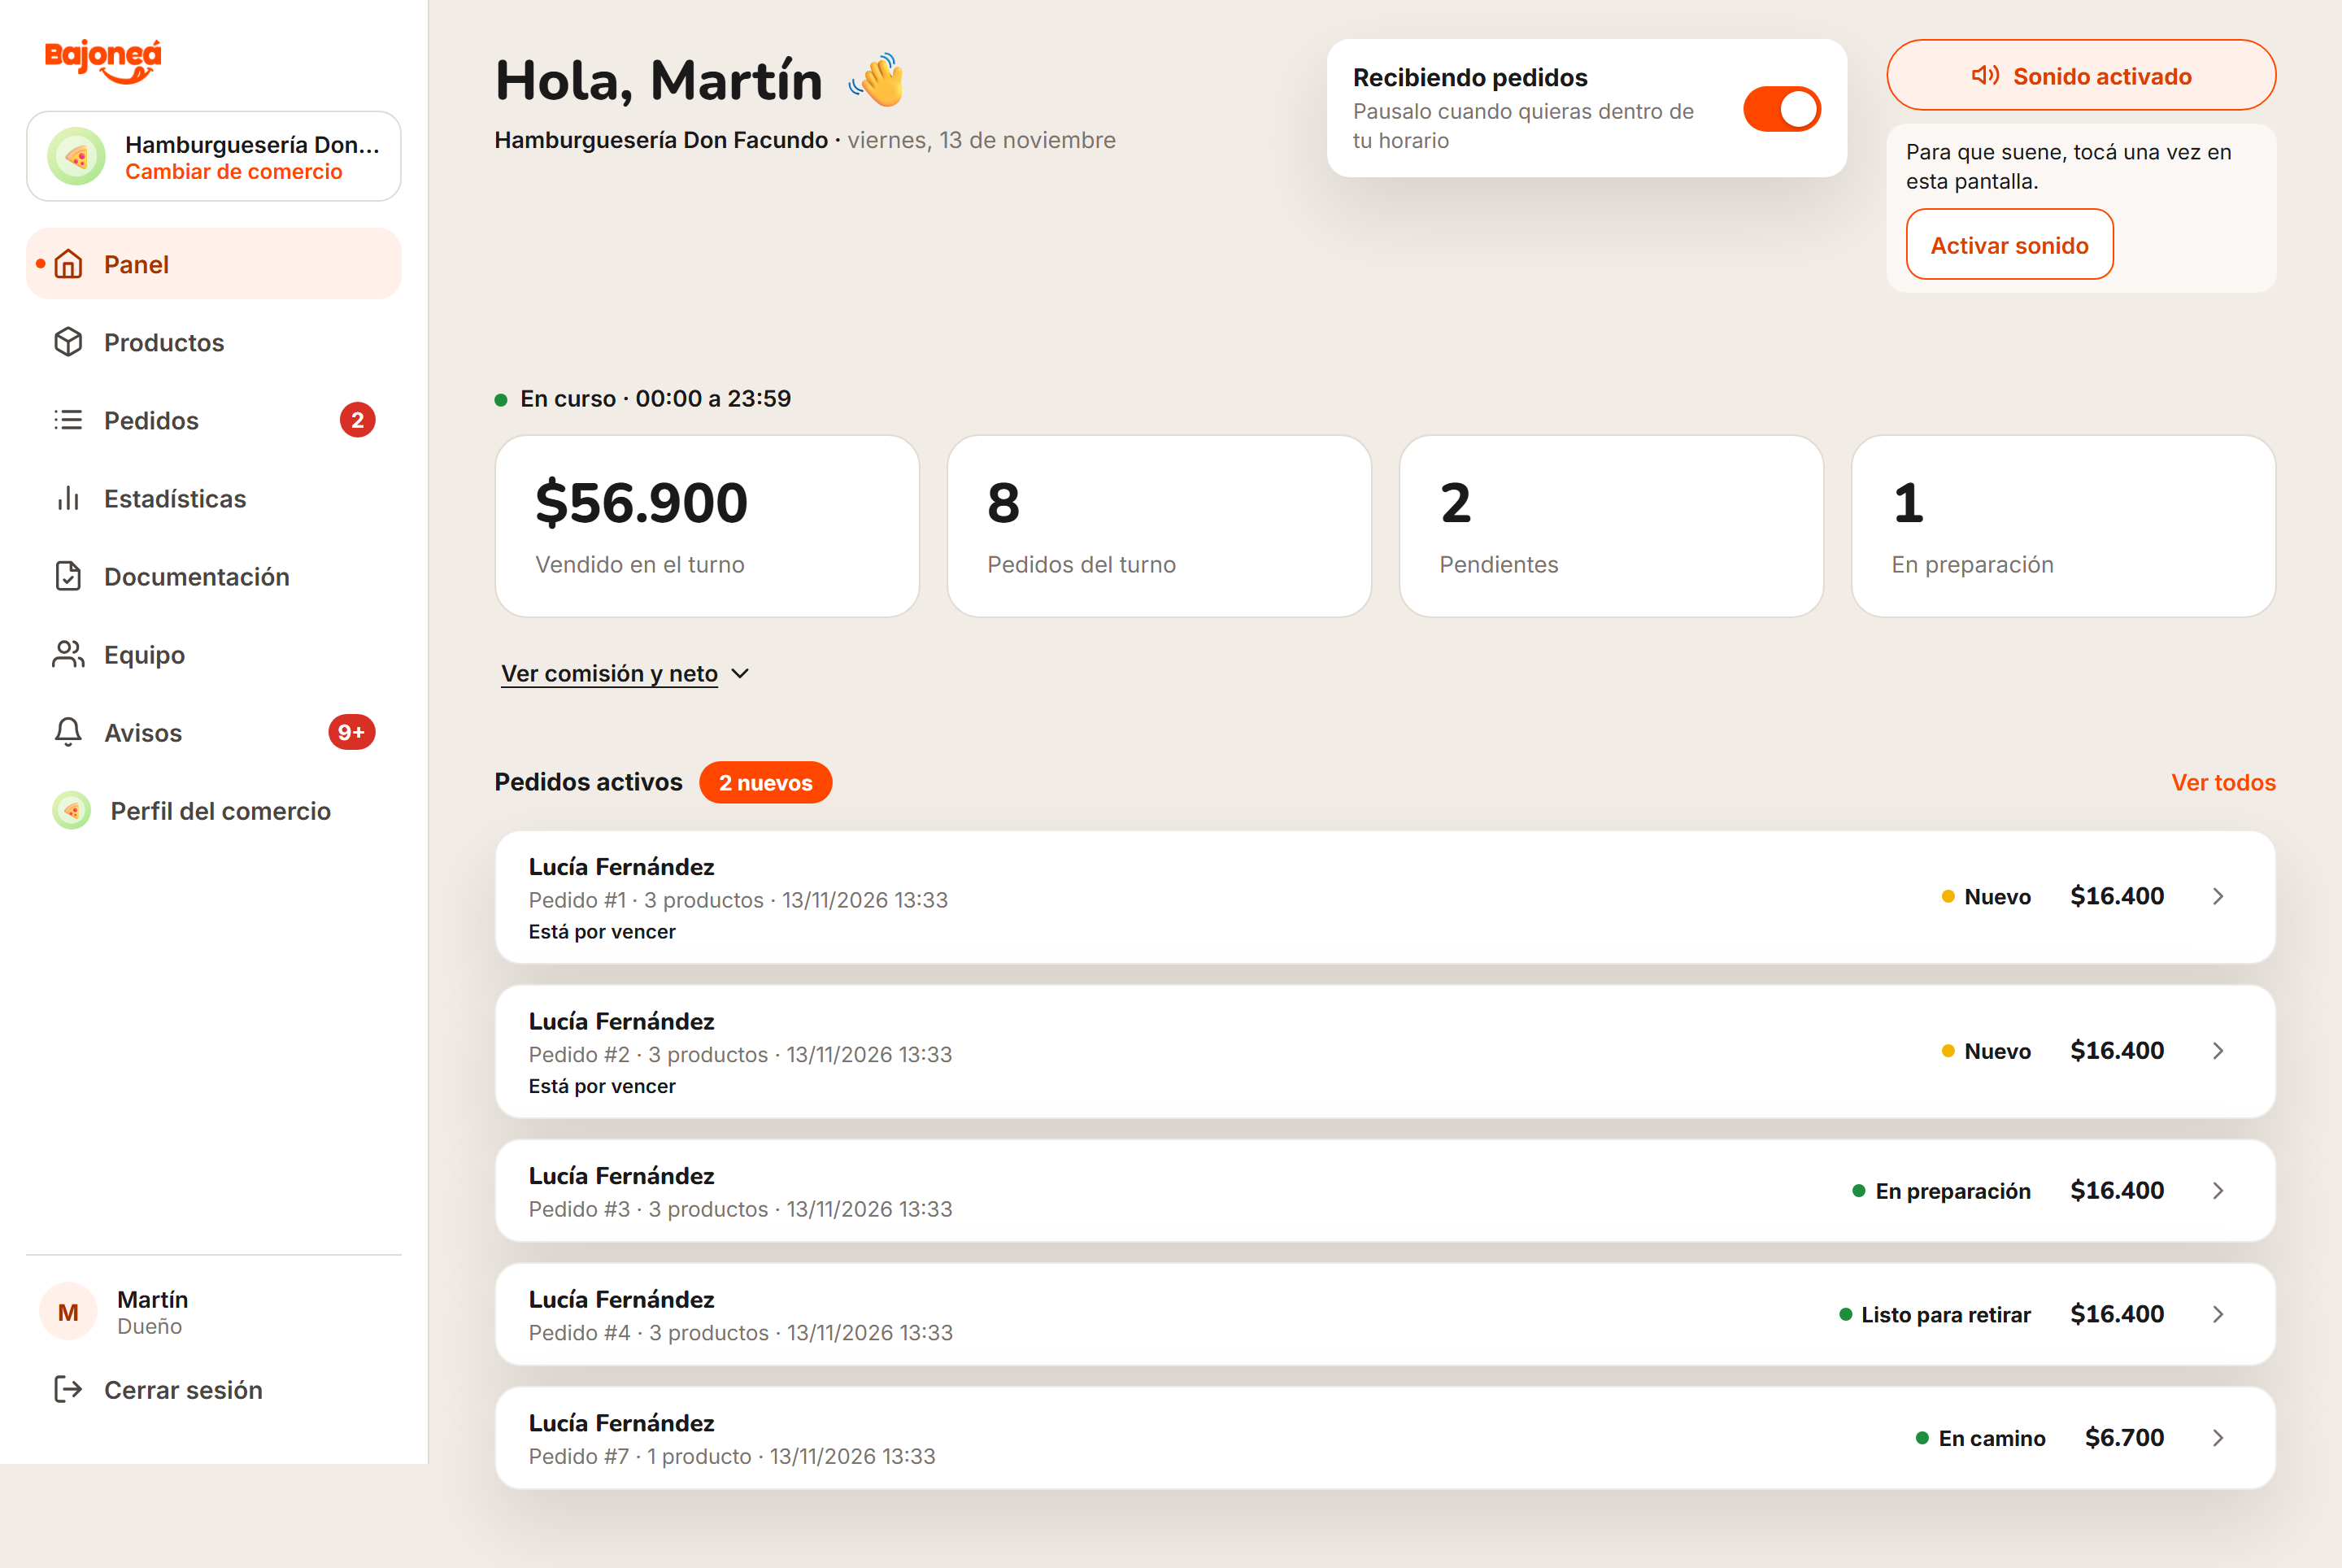 Bajoneá
Hamburguesería Don...
Cambiar de comercio
Panel
Productos
Pedidos
2
Estadísticas
Documentación
Equipo
Avisos
9+
Perfil del comercio
M
Martín
Dueño
Cerrar sesión
Hola, Martín 👋
Hamburguesería Don Facundo · viernes, 13 de noviembre
Recibiendo pedidos
Pausalo cuando quieras dentro de
tu horario
Sonido activado
Para que suene, tocá una vez en
esta pantalla.
Activar sonido
En curso · 00:00 a 23:59
$56.900
Vendido en el turno
8
Pedidos del turno
2
Pendientes
1
En preparación
Ver comisión y neto
Pedidos activos
2 nuevos
Ver todos
Lucía Fernández
Pedido #1 · 3 productos · 13/11/2026 13:33
Está por vencer
Nuevo
$16.400
Lucía Fernández
Pedido #2 · 3 productos · 13/11/2026 13:33
Está por vencer
Nuevo
$16.400
Lucía Fernández
Pedido #3 · 3 productos · 13/11/2026 13:33
En preparación
$16.400
Lucía Fernández
Pedido #4 · 3 productos · 13/11/2026 13:33
Listo para retirar
$16.400
Lucía Fernández
Pedido #7 · 1 producto · 13/11/2026 13:33
En camino
$6.700